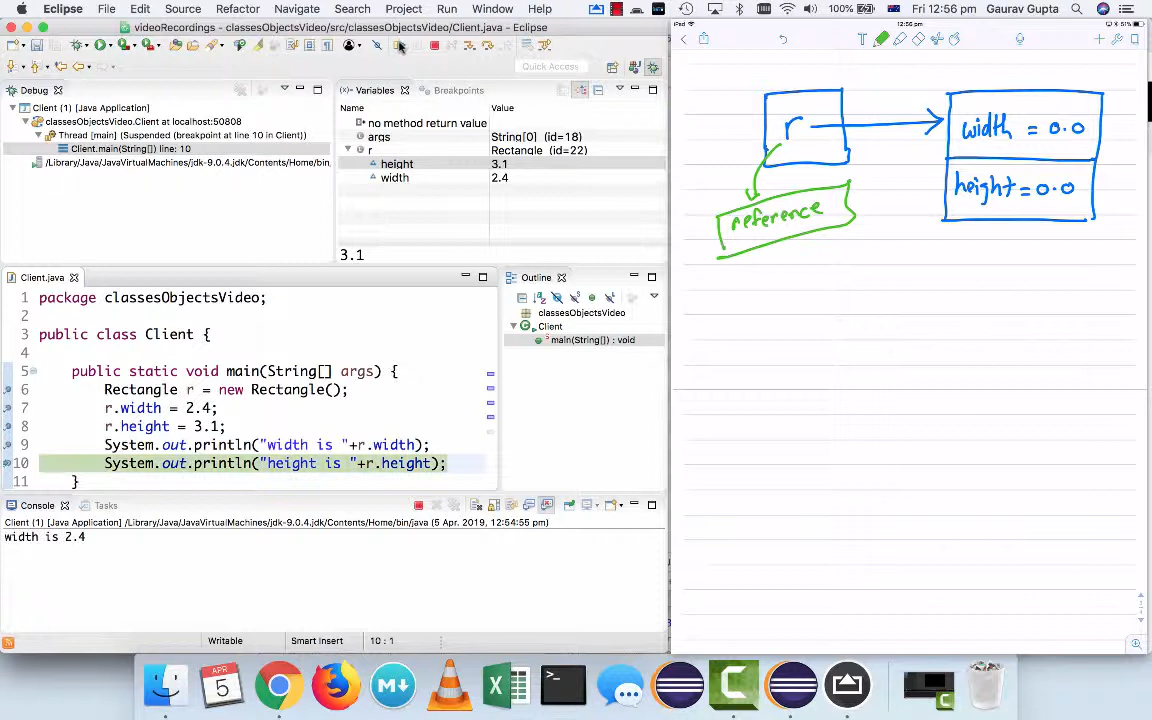 Eclipse File Edit Source Refactor Navigate Search Project Run Window Help 100% Fri 12:56 pm Gaurav Gupta
videoRecordings - classesObjectsVideo/src/classesObjectsVideo/Client.java - Eclipse
iPad 12:56 pm 51%
Quick Access
Debug
Client (1) [Java Application]
classesObjectsVideo.Client at localhost:50808
Thread [main] (Suspended (breakpoint at line 10 in Client))
Client.main(String[]) line: 10
/Library/Java/JavaVirtualMachines/jdk-9.0.4.jdk/Contents/Home/bin,
(x)= Variables Breakpoints
Name Value
no method return value
args String[0] (id=18)
r Rectangle (id=22)
height 3.1
width 2.4
3.1
r
width = 0.0
height = 0.0
reference
Client.java
1 package classesObjectsVideo;
2
3 public class Client {
4
5 public static void main(String[] args) {
6 Rectangle r = new Rectangle();
7 r.width = 2.4;
8 r.height = 3.1;
9 System.out.println("width is "+r.width);
10 System.out.println("height is "+r.height);
11 }
Outline
classesObjectsVideo
Client
main(String[]) : void
Console Tasks
Client (1) [Java Application] /Library/Java/JavaVirtualMachines/jdk-9.0.4.jdk/Contents/Home/bin/java (5 Apr. 2019, 12:54:55 pm)
width is 2.4
Writable Smart Insert 10 : 1
APR
5
M↓